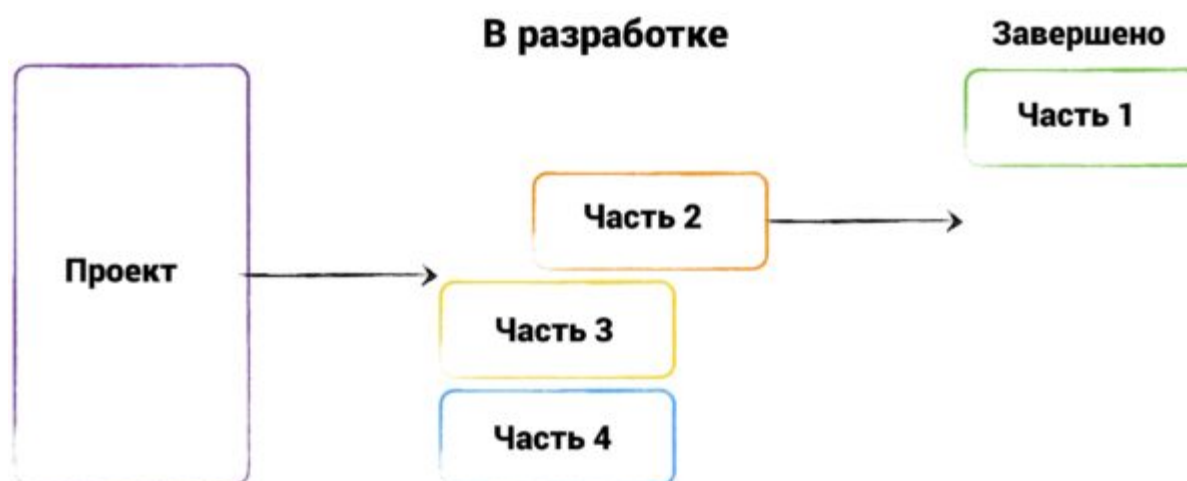 В разработке
Завершено
Часть 1
Часть 2
Проект
Часть 3
Часть 4